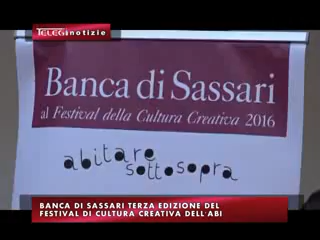 TELEGInotizie
Banca di Sassari
al Festival della Cultura Creativa 2016
abitare
sottosopra
BANCA DI SASSARI TERZA EDIZIONE DEL
FESTIVAL DI CULTURA CREATIVA DELL'ABI